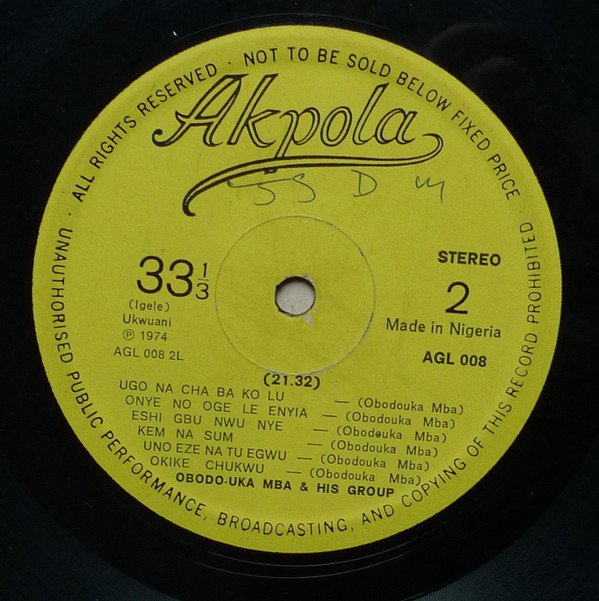 · ALL RIGHTS RESERVED · NOT TO BE SOLD BELOW FIXED PRICE ·
UNAUTHORISED PUBLIC PERFORMANCE, BROADCASTING, AND COPYING OF THIS RECORD PROHIBITED ·
Akpola
33 1/3
(Igele)
Ukwuani
℗ 1974
AGL 008 2L
STEREO
2
Made in Nigeria
AGL 008
(21.32)
UGO NA CHA BA KO LU — (Obodouka Mba)
ONYE NO OGE LE ENYIA — (Obodouka Mba)
ESHI GBU NWU NYE — (Obodeuka Mba)
KEM NA SUM — (Obodouka Mba)
UNO EZE NA TU EGWU — (Obodouka Mba)
OKIKE CHUKWU — (Obodouka Mba)
OBODO-UKA MBA & HIS GROUP